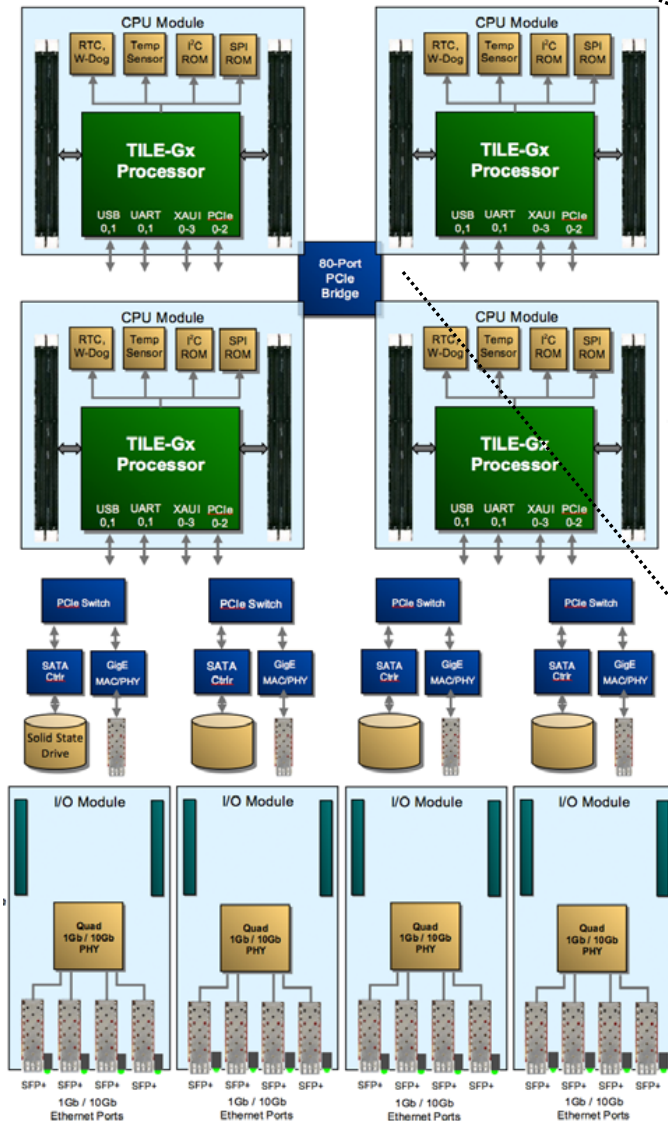 CPU Module
RTC,
W-Dog
Temp
Sensor
I²C
ROM
SPI
ROM
TILE-Gx
Processor
USB
0,1
UART
0,1
XAUI
0-3
PCIe
0-2
CPU Module
RTC,
W-Dog
Temp
Sensor
I²C
ROM
SPI
ROM
TILE-Gx
Processor
USB
0,1
UART
0,1
XAUI
0-3
PCIe
0-2
80-Port
PCIe
Bridge
CPU Module
RTC,
W-Dog
Temp
Sensor
I²C
ROM
SPI
ROM
TILE-Gx
Processor
USB
0,1
UART
0,1
XAUI
0-3
PCIe
0-2
CPU Module
RTC,
W-Dog
Temp
Sensor
I²C
ROM
SPI
ROM
TILE-Gx
Processor
USB
0,1
UART
0,1
XAUI
0-3
PCIe
0-2
PCIe Switch
SATA
Ctrlr
GigE
MAC/PHY
Solid State
Drive
PCIe Switch
SATA
Ctrlr
GigE
MAC/PHY
PCIe Switch
SATA
Ctrlr
GigE
MAC/PHY
PCIe Switch
SATA
Ctrlr
GigE
MAC/PHY
I/O Module
Quad
1Gb / 10Gb
PHY
SFP+ SFP+ SFP+ SFP+
1Gb / 10Gb
Ethernet Ports
I/O Module
Quad
1Gb / 10Gb
PHY
SFP+ SFP+ SFP+ SFP+
1Gb / 10Gb
Ethernet Ports
I/O Module
Quad
1Gb / 10Gb
PHY
SFP+ SFP+ SFP+ SFP+
1Gb / 10Gb
Ethernet Ports
I/O Module
Quad
1Gb / 10Gb
PHY
SFP+ SFP+ SFP+ SFP+
1Gb / 10Gb
Ethernet Ports